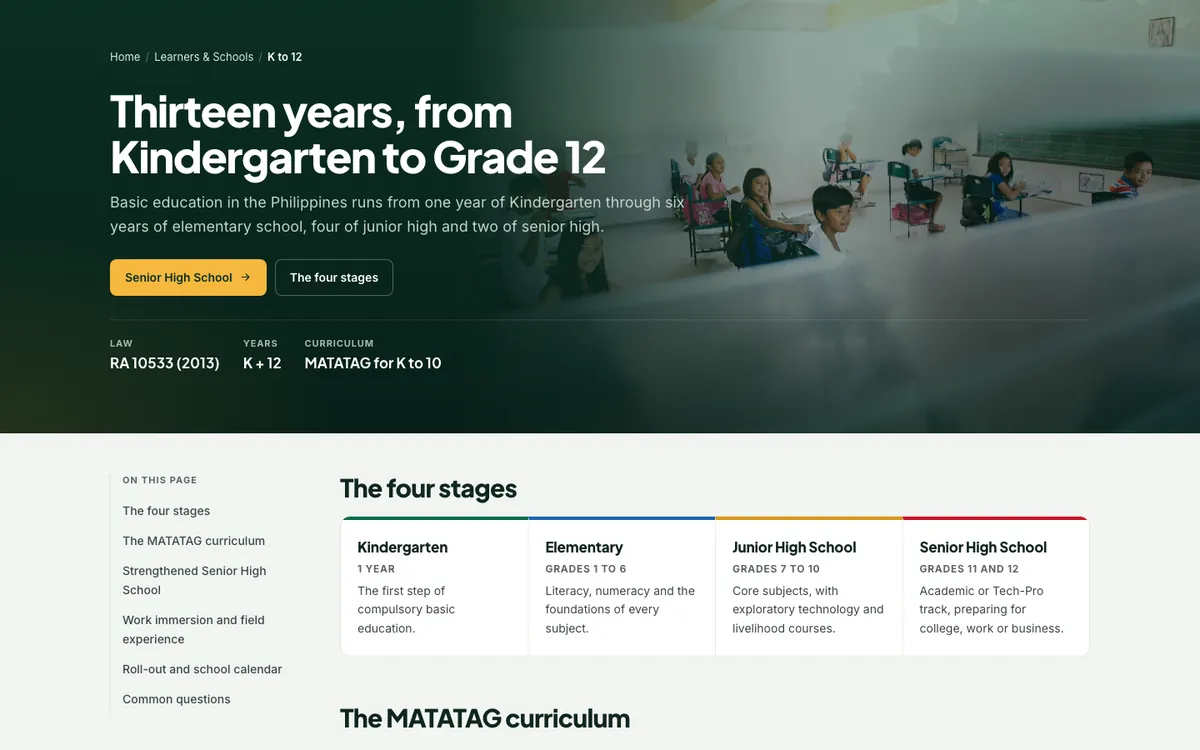 Home / Learners & Schools / K to 12
Thirteen years, from
Kindergarten to Grade 12
Basic education in the Philippines runs from one year of Kindergarten through six
years of elementary school, four of junior high and two of senior high.
Senior High School →
The four stages
LAW
RA 10533 (2013)
YEARS
K + 12
CURRICULUM
MATATAG for K to 10
ON THIS PAGE
The four stages
The MATATAG curriculum
Strengthened Senior High
School
Work immersion and field
experience
Roll-out and school calendar
Common questions
The four stages
Kindergarten
1 YEAR
The first step of
compulsory basic
education.
Elementary
GRADES 1 TO 6
Literacy, numeracy and the
foundations of every
subject.
Junior High School
GRADES 7 TO 10
Core subjects, with
exploratory technology and
livelihood courses.
Senior High School
GRADES 11 AND 12
Academic or Tech-Pro
track, preparing for
college, work or business.
The MATATAG curriculum